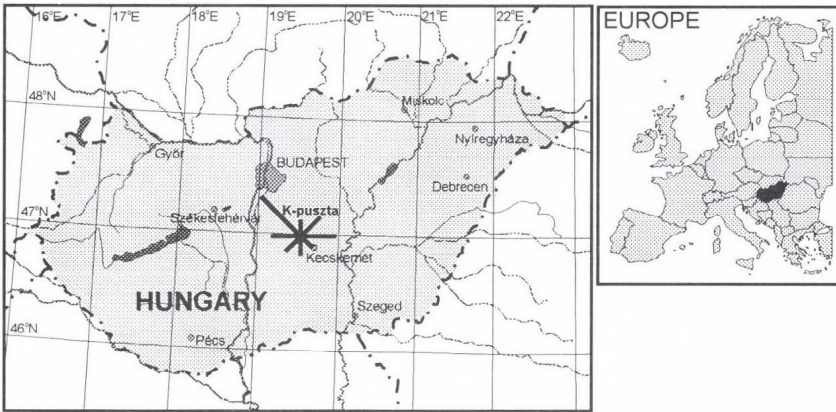 16°E 17°E 18°E 19°E 20°E 21°E 22°E
EUROPE
48°N
Miskolc
Nyíregyháza
Győr
BUDAPEST
Debrecen
47°N
Székesfehérvár
K-puszta
Kecskemét
HUNGARY
Szeged
46°N
Pécs